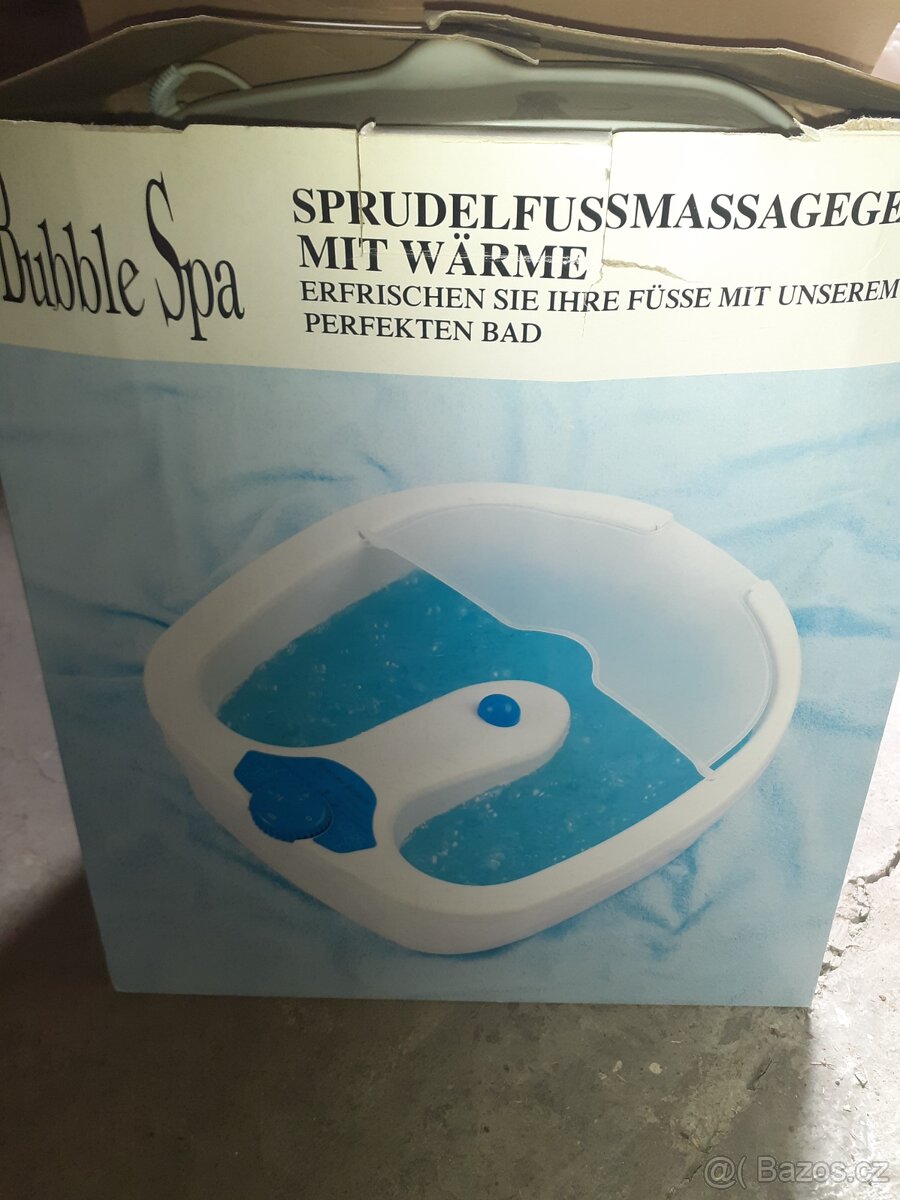 Bubble Spa
SPRUDELFUSSMASSAGEGE
MIT WÄRME
ERFRISCHEN SIE IHRE FÜSSE MIT UNSEREM
PERFEKTEN BAD
@( Bazos.cz